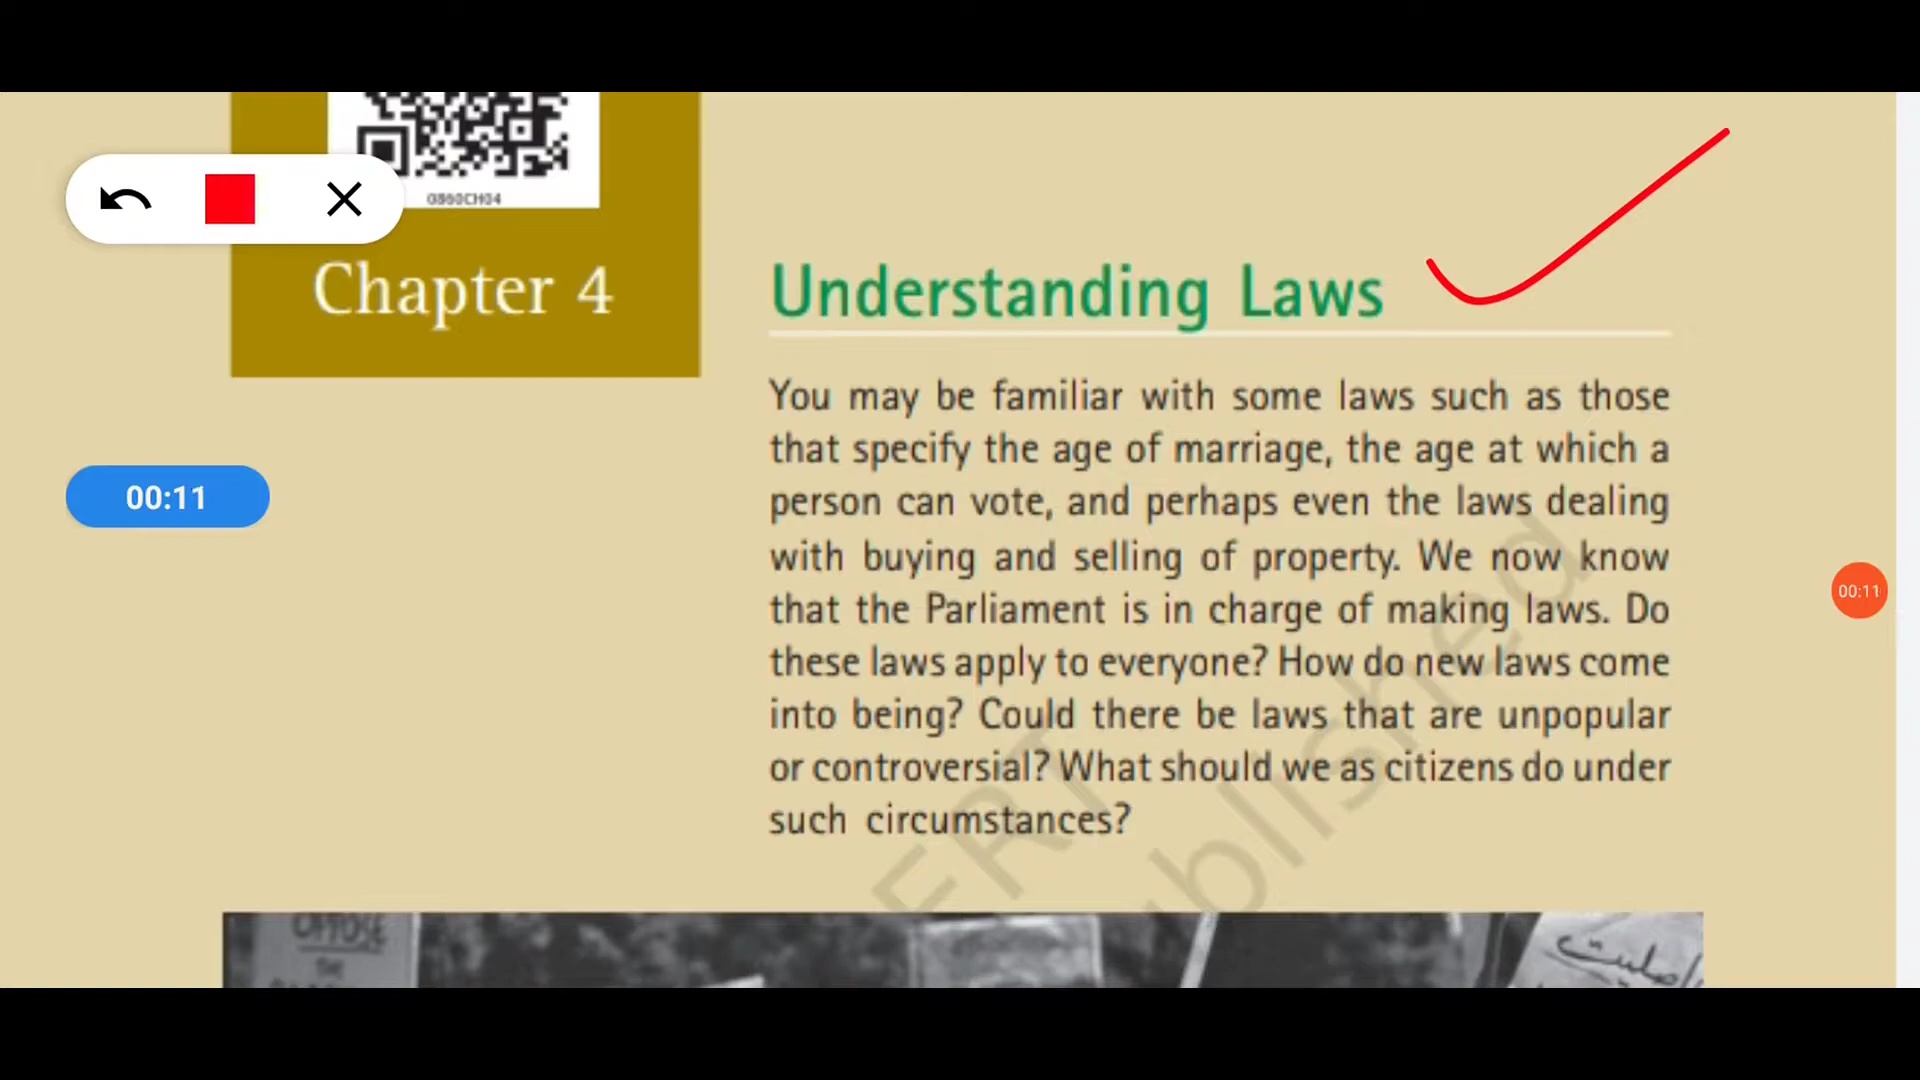 0860CH04
Chapter 4
Understanding Laws
00:11
You may be familiar with some laws such as those
that specify the age of marriage, the age at which a
person can vote, and perhaps even the laws dealing
with buying and selling of property. We now know
that the Parliament is in charge of making laws. Do
these laws apply to everyone? How do new laws come
into being? Could there be laws that are unpopular
or controversial? What should we as citizens do under
such circumstances?
00:11
OPPOSE
THE